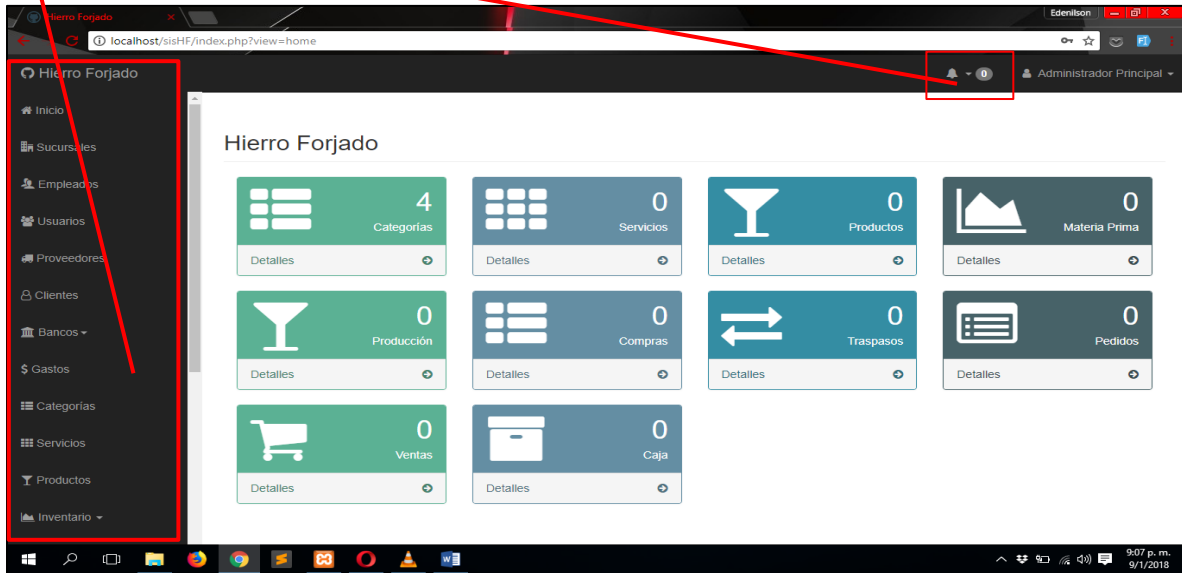 Hierro Forjado
Edenilson
localhost/sisHF/index.php?view=home
Hierro Forjado
0
Administrador Principal
Inicio
Sucursales
Empleados
Usuarios
Proveedores
Clientes
Bancos
$ Gastos
Categorías
Servicios
Productos
Inventario
Hierro Forjado
4
Categorías
Detalles
0
Servicios
Detalles
0
Productos
Detalles
0
Materia Prima
Detalles
0
Producción
Detalles
0
Compras
Detalles
0
Traspasos
Detalles
0
Pedidos
Detalles
0
Ventas
Detalles
0
Caja
Detalles
9:07 p. m.
9/1/2018